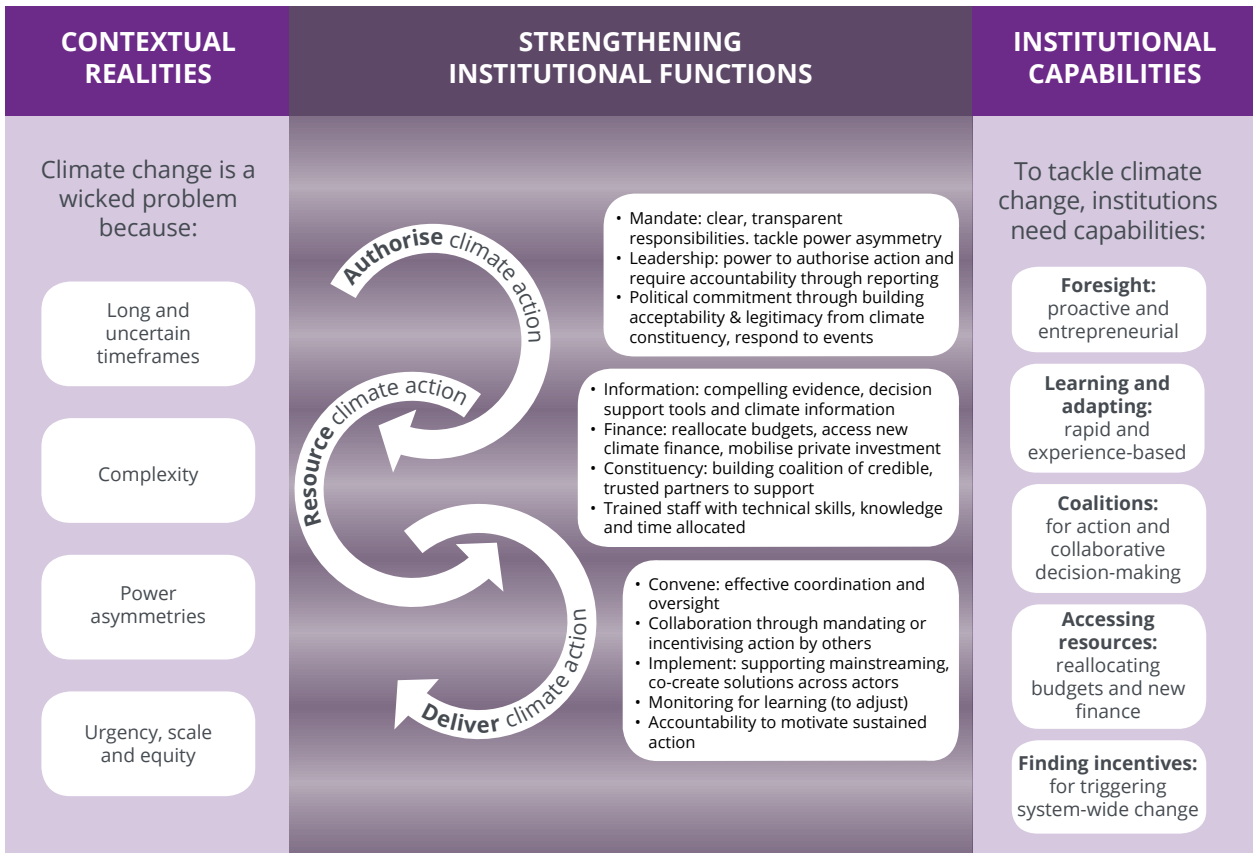 CONTEXTUAL
REALITIES
Climate change is a
wicked problem
because:
Long and
uncertain
timeframes
Complexity
Power
asymmetries
Urgency, scale
and equity
STRENGTHENING
INSTITUTIONAL FUNCTIONS
Authorise climate action
• Mandate: clear, transparent
responsibilities. tackle power asymmetry
• Leadership: power to authorise action and
require accountability through reporting
• Political commitment through building
acceptability & legitimacy from climate
constituency, respond to events
Resource climate action
• Information: compelling evidence, decision
support tools and climate information
• Finance: reallocate budgets, access new
climate finance, mobilise private investment
• Constituency: building coalition of credible,
trusted partners to support
• Trained staff with technical skills, knowledge
and time allocated
Deliver climate action
• Convene: effective coordination and
oversight
• Collaboration through mandating or
incentivising action by others
• Implement: supporting mainstreaming,
co-create solutions across actors
• Monitoring for learning (to adjust)
• Accountability to motivate sustained
action
INSTITUTIONAL
CAPABILITIES
To tackle climate
change, institutions
need capabilities:
Foresight:
proactive and
entrepreneurial
Learning and
adapting:
rapid and
experience-based
Coalitions:
for action and
collaborative
decision-making
Accessing
resources:
reallocating
budgets and new
finance
Finding incentives:
for triggering
system-wide change